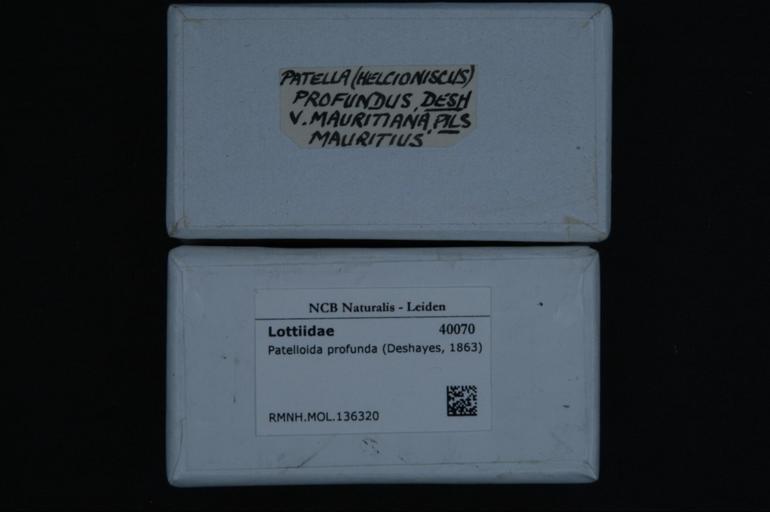 PATELLA (HELCIONISCUS)
PROFUNDUS, DESH
V. MAURITIANA, PILS
MAURITIUS
NCB Naturalis - Leiden
Lottiidae 40070
Patelloida profunda (Deshayes, 1863)
RMNH.MOL.136320